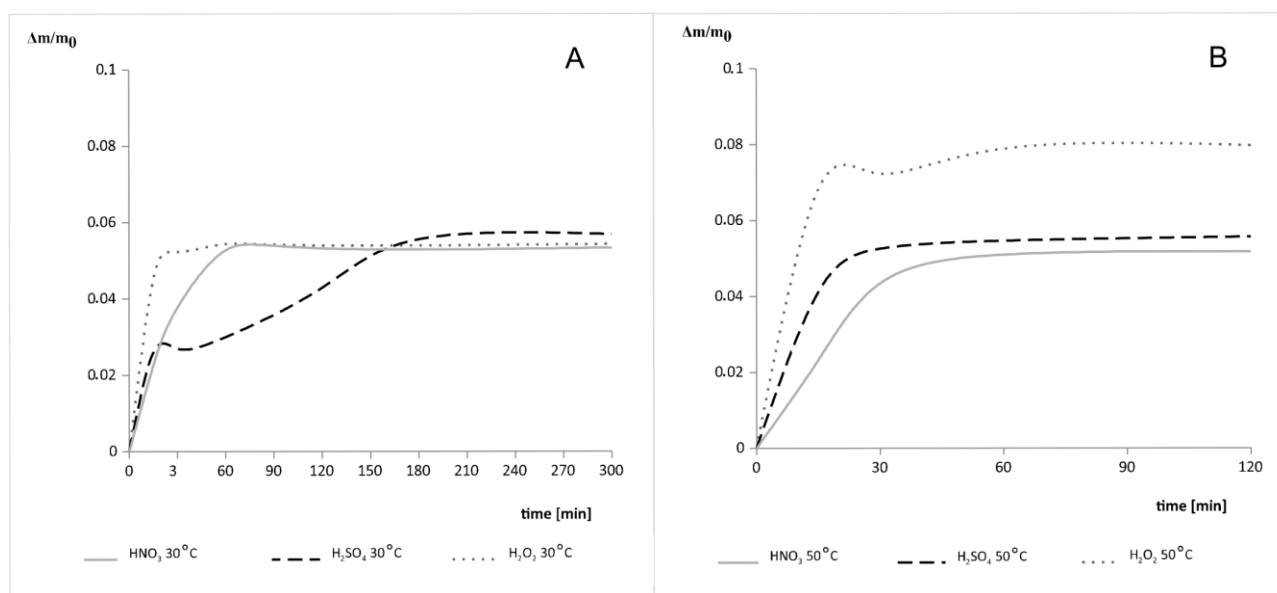 Δm/m0
A
0.1
0.08
0.06
0.04
0.02
0
0 3 60 90 120 150 180 210 240 270 300
time [min]
HNO3 30°C H2SO4 30°C H2O2 30°C
Δm/m0
B
0.1
0.08
0.06
0.04
0.02
0
0 30 60 90 120
time [min]
HNO3 50°C H2SO4 50°C H2O2 50°C